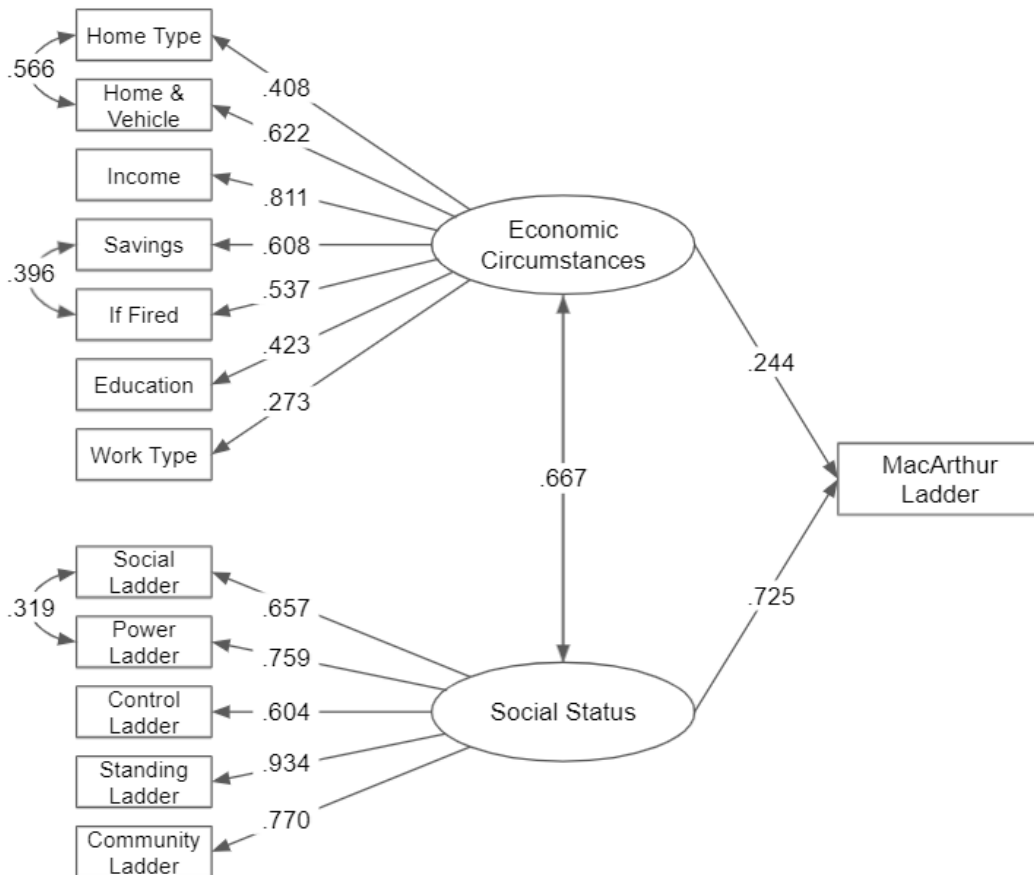 Home Type
.566
.408
Home &
Vehicle
.622
Income
.811
Savings
.608
.396
If Fired
.537
Education
.423
Work Type
.273
Economic
Circumstances
.244
.667
MacArthur
Ladder
.725
Social
Ladder
.657
.319
Power
Ladder
.759
Control
Ladder
.604
Standing
Ladder
.934
Community
Ladder
.770
Social Status